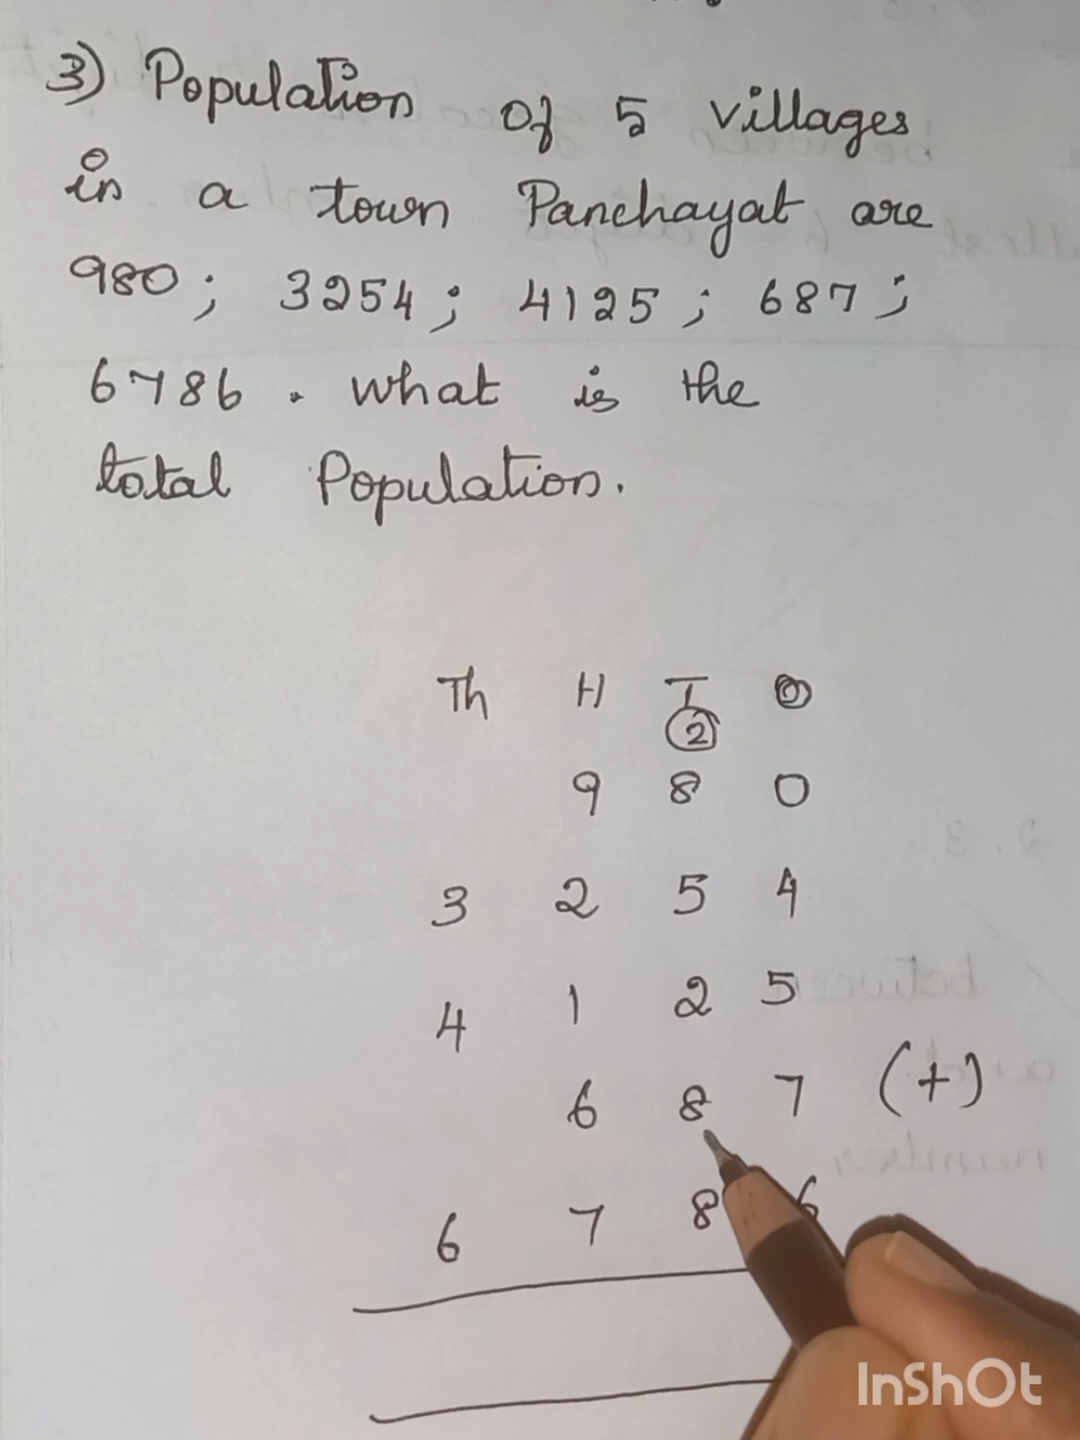 3) Population of 5 villages
in a town Panchayat are
980; 3254; 4125; 687;
6786. what is the
total Population.
Th H T O
2
9 8 0
3 2 5 4
4 1 2 5
6 8 7 (+)
6 7 8 6
InShOt